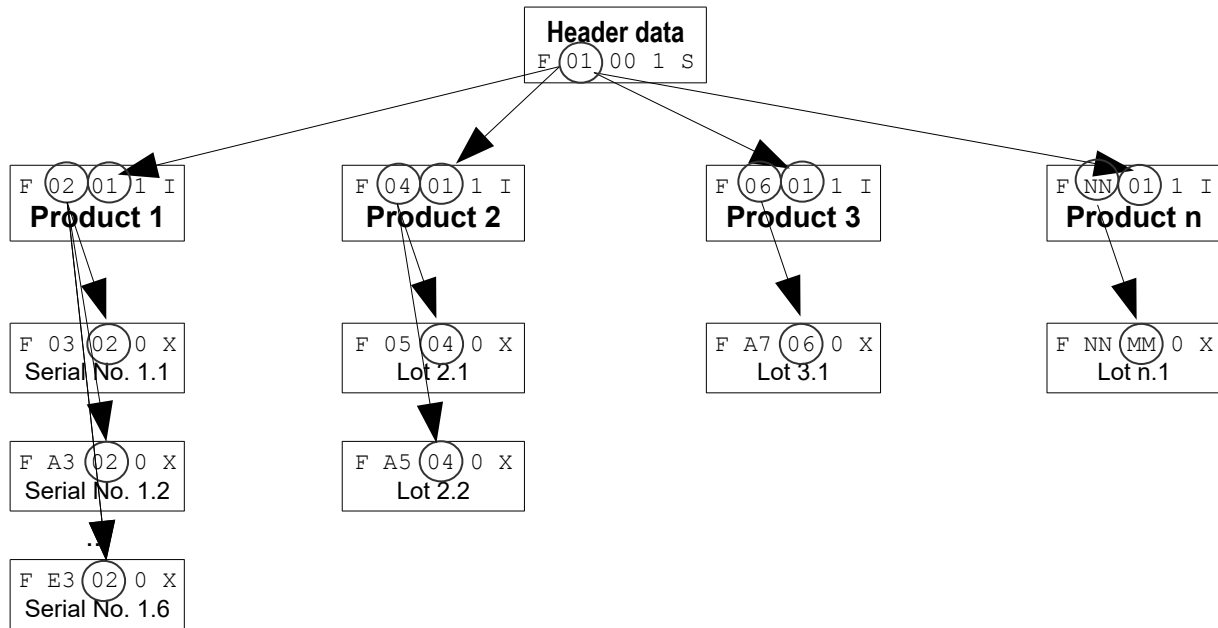 Header data
F 01 00 1 S
F 02 01 1 I
Product 1
F 04 01 1 I
Product 2
F 06 01 1 I
Product 3
F NN 01 1 I
Product n
F 03 02 0 X
Serial No. 1.1
F 05 04 0 X
Lot 2.1
F A7 06 0 X
Lot 3.1
F NN MM 0 X
Lot n.1
F A3 02 0 X
Serial No. 1.2
F A5 04 0 X
Lot 2.2
...
F E3 02 0 X
Serial No. 1.6